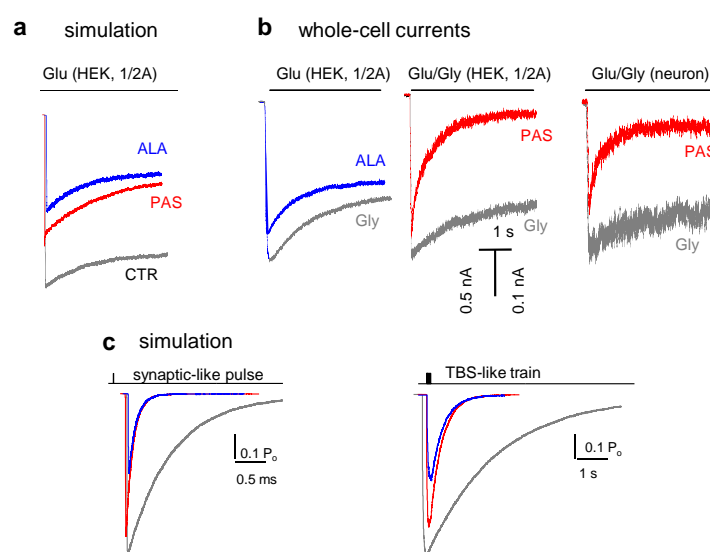 a simulation
b whole-cell currents
Glu (HEK, 1/2A)
Glu (HEK, 1/2A)
Glu/Gly (HEK, 1/2A)
Glu/Gly (neuron)
ALA
PAS
CTR
ALA
Gly
PAS
Gly
1 s
0.5 nA
0.1 nA
PAS
Gly
c simulation
synaptic-like pulse
TBS-like train
0.1 Po
0.5 ms
0.1 Po
1 s